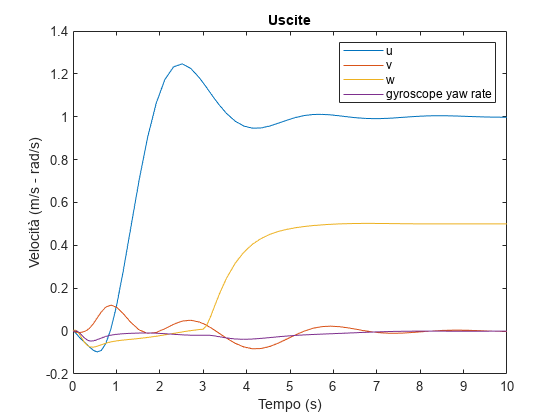 Uscite
1.4
1.2
1
0.8
0.6
0.4
0.2
0
-0.2
Velocità (m/s - rad/s)
u
v
w
gyroscope yaw rate
0 1 2 3 4 5 6 7 8 9 10
Tempo (s)